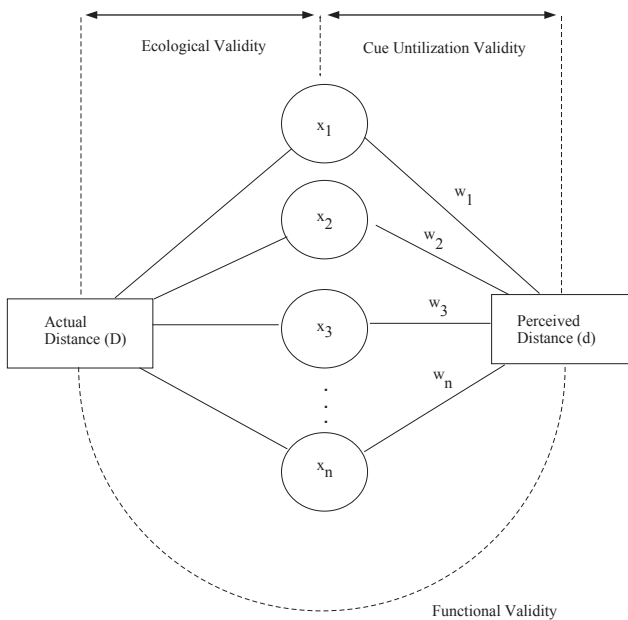 Ecological Validity
Cue Untilization Validity
x1
w1
x2
w2
Actual
Distance (D)
x3
w3
Perceived
Distance (d)
. . .
wn
xn
Functional Validity